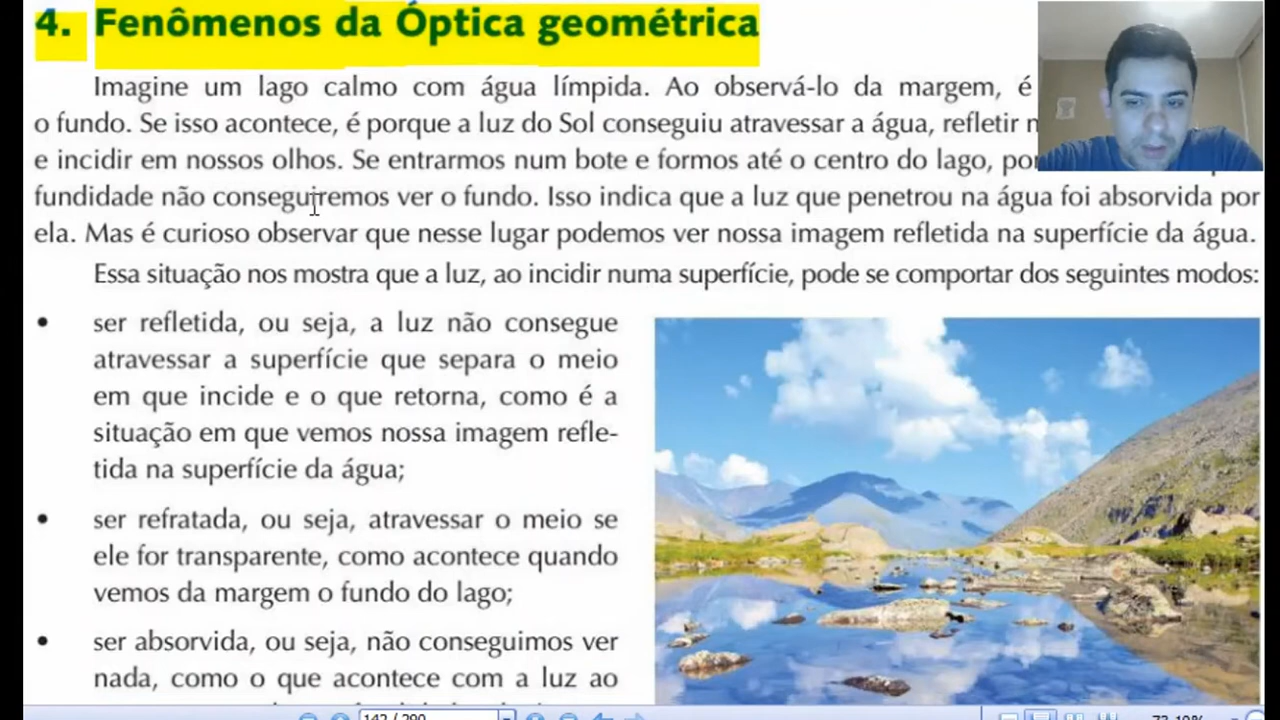 4. Fenômenos da Óptica geométrica
Imagine um lago calmo com água límpida. Ao observá-lo da margem, é
o fundo. Se isso acontece, é porque a luz do Sol conseguiu atravessar a água, refletir
e incidir em nossos olhos. Se entrarmos num bote e formos até o centro do lago,
fundidade não conseguiremos ver o fundo. Isso indica que a luz que penetrou na água foi absorvida por
ela. Mas é curioso observar que nesse lugar podemos ver nossa imagem refletida na superfície da água.
Essa situação nos mostra que a luz, ao incidir numa superfície, pode se comportar dos seguintes modos:
• ser refletida, ou seja, a luz não consegue
atravessar a superfície que separa o meio
em que incide e o que retorna, como é a
situação em que vemos nossa imagem refle-
tida na superfície da água;
• ser refratada, ou seja, atravessar o meio se
ele for transparente, como acontece quando
vemos da margem o fundo do lago;
• ser absorvida, ou seja, não conseguimos ver
nada, como o que acontece com a luz ao